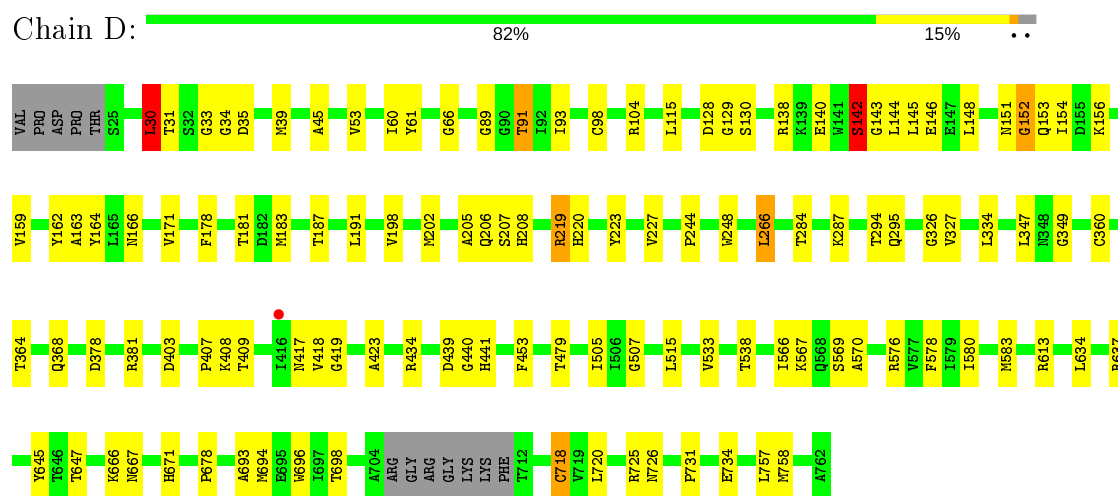 Chain D:
82% 15% • •
VAL PRO ASP PRO THR S25 L30 T31 S32 G33 G34 D35 M39 A45 V53 I60 Y61 G66 G89 G90 T91 I92 I93 C98 R104 L115 D128 G129 S130 R138 K139 E140 W141 S142 G143 L144 L145 E146 E147 L148 N151 G152 Q153 I154 D155 K156
V159 Y162 A163 Y164 L165 N166 V171 F178 T181 D182 M183 T187 L191 V198 M202 A205 Q206 S207 H208 R219 H220 Y223 V227 P244 W248 L266 T284 K287 T294 Q295 G326 V327 L334 L347 N348 G349 C360
T364 Q368 D378 R381 D403 P407 K408 T409 I416 N417 V418 G419 A423 R434 D439 G440 H441 F453 T479 I505 I506 G507 L515 V533 T538 I566 K567 Q568 S569 A570 R576 V577 F578 I579 I580 M583 R613 L634
Y645 T646 T647 K666 N667 H671 P678 A693 M694 E695 W696 I697 T698 A704 ARG GLY ARG GLY LYS LYS PHE T712 C718 V719 L720 R725 N726 P731 E734 L757 M758 A762